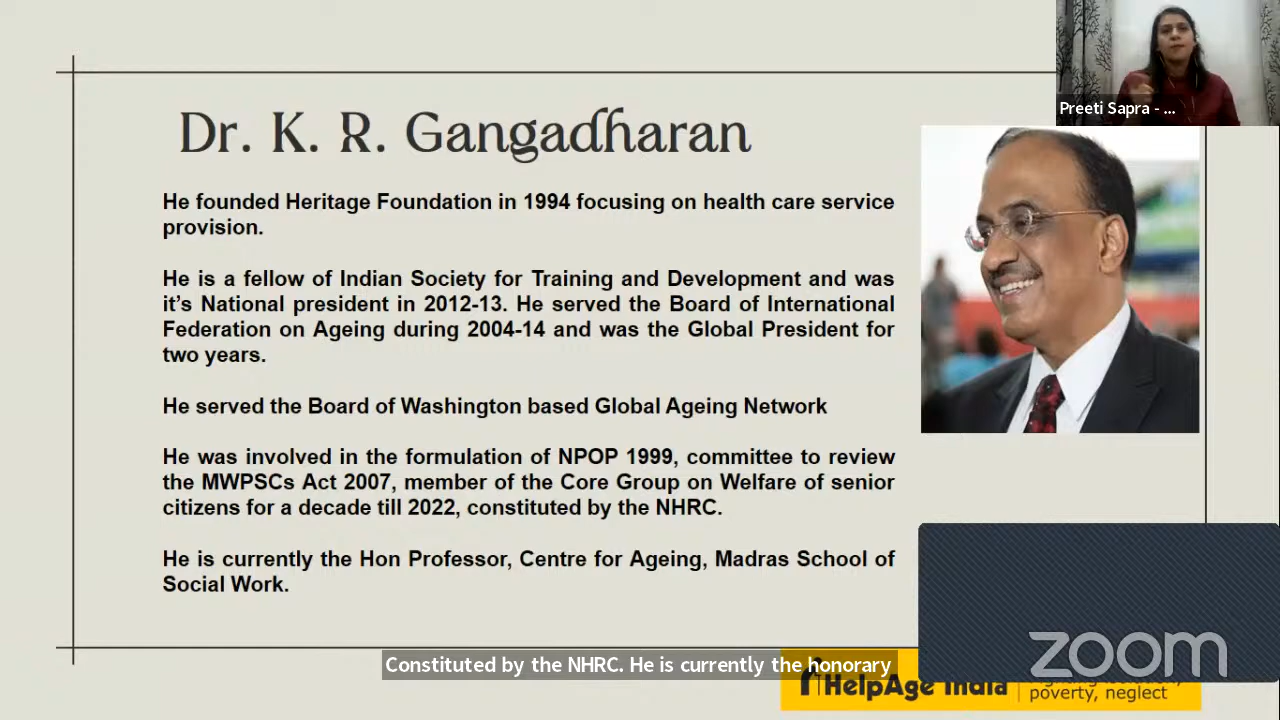 Preeti Sapra - ...
Dr. K. R. Gangadharan
He founded Heritage Foundation in 1994 focusing on health care service
provision.
He is a fellow of Indian Society for Training and Development and was
it's National president in 2012-13. He served the Board of International
Federation on Ageing during 2004-14 and was the Global President for
two years.
He served the Board of Washington based Global Ageing Network
He was involved in the formulation of NPOP 1999, committee to review
the MWPSCs Act 2007, member of the Core Group on Welfare of senior
citizens for a decade till 2022, constituted by the NHRC.
He is currently the Hon Professor, Centre for Ageing, Madras School of
Social Work.
Constituted by the NHRC. He is currently the honorary
HelpAge India
poverty, neglect
zoom